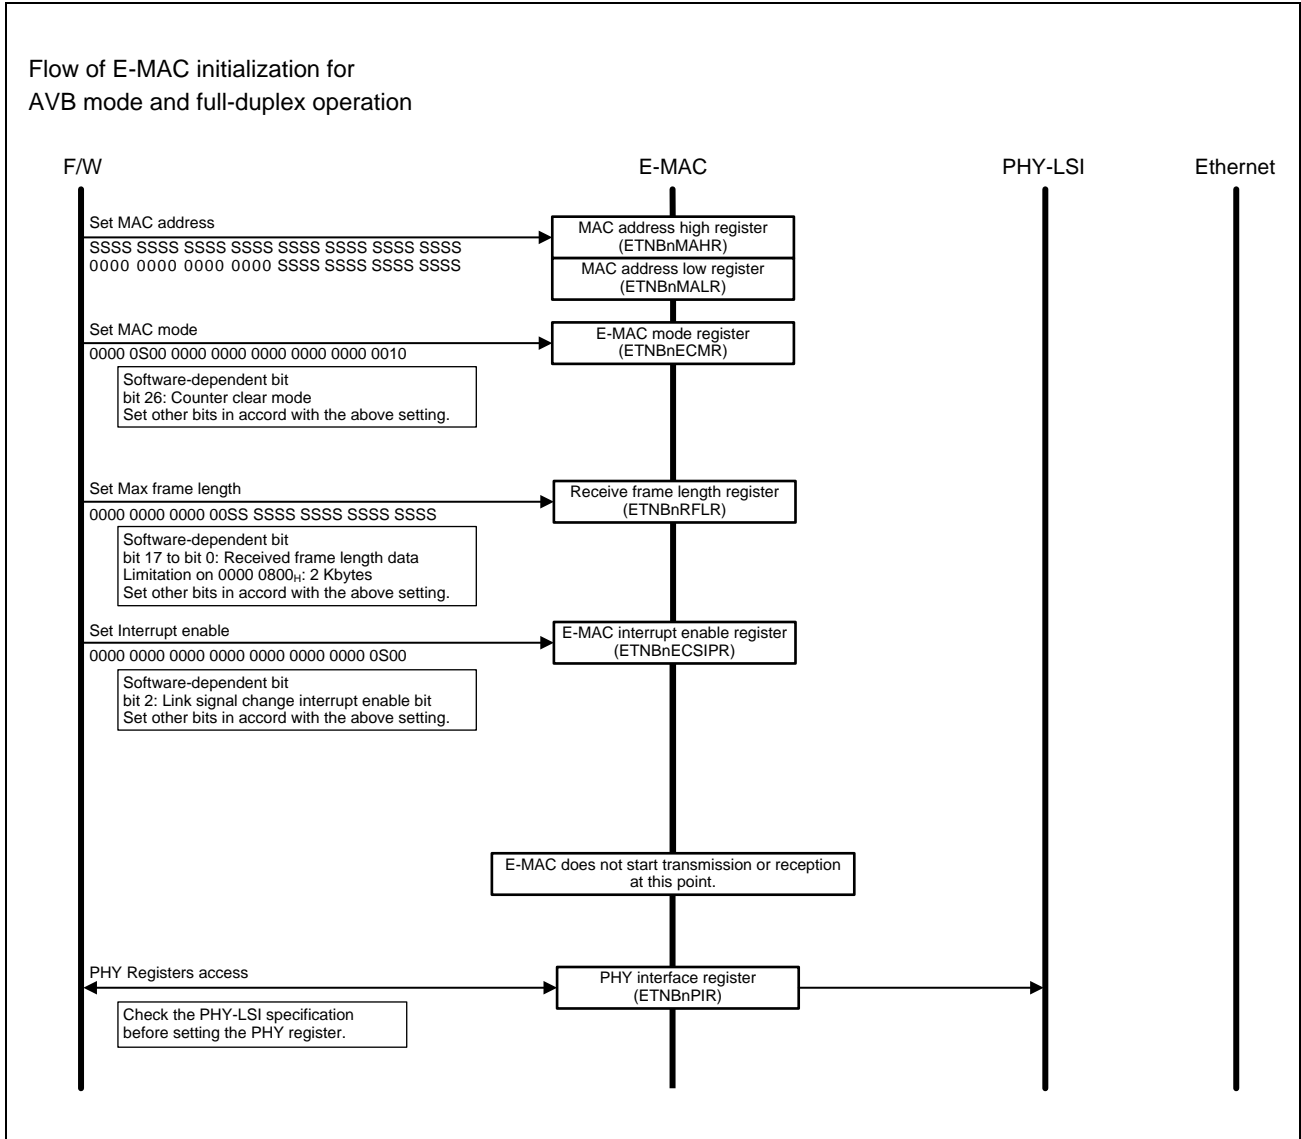 Flow of E-MAC initialization for
AVB mode and full-duplex operation
F/W
E-MAC
PHY-LSI
Ethernet
Set MAC address
SSSS SSSS SSSS SSSS SSSS SSSS SSSS SSSS
0000 0000 0000 0000 SSSS SSSS SSSS SSSS
MAC address high register
(ETNBnMAHR)
MAC address low register
(ETNBnMALR)
Set MAC mode
0000 0S00 0000 0000 0000 0000 0000 0010
E-MAC mode register
(ETNBnECMR)
Software-dependent bit
bit 26: Counter clear mode
Set other bits in accord with the above setting.
Set Max frame length
0000 0000 0000 00SS SSSS SSSS SSSS SSSS
Receive frame length register
(ETNBnRFLR)
Software-dependent bit
bit 17 to bit 0: Received frame length data
Limitation on 0000 0800H: 2 Kbytes
Set other bits in accord with the above setting.
Set Interrupt enable
0000 0000 0000 0000 0000 0000 0000 0S00
E-MAC interrupt enable register
(ETNBnECSIPR)
Software-dependent bit
bit 2: Link signal change interrupt enable bit
Set other bits in accord with the above setting.
E-MAC does not start transmission or reception
at this point.
PHY Registers access
PHY interface register
(ETNBnPIR)
Check the PHY-LSI specification
before setting the PHY register.